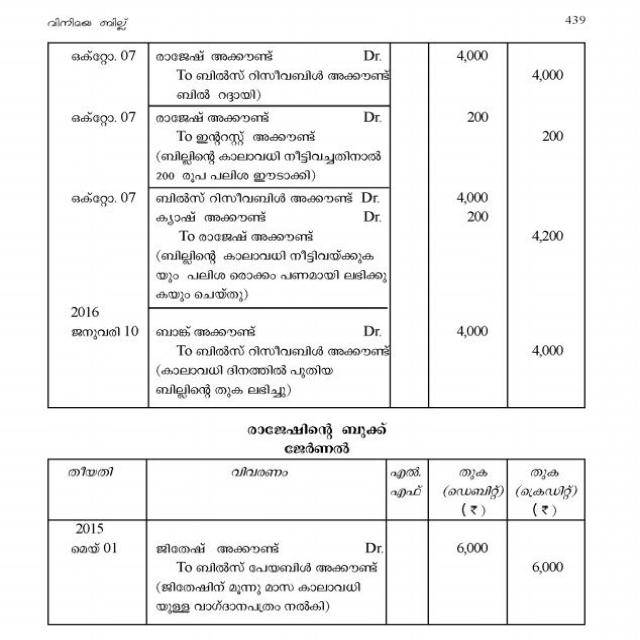 വിനിമയ ബില്ല് 439
ഒക്റ്റോ. 07 രാജേഷ് അക്കൗണ്ട് Dr. 4,000
To ബിൽസ് റിസീവബിൾ അക്കൗണ്ട് 4,000
ബിൽ റദ്ദായി)
ഒക്റ്റോ. 07 രാജേഷ് അക്കൗണ്ട് Dr. 200
To ഇന്ററസ്റ്റ് അക്കൗണ്ട് 200
(ബില്ലിന്റെ കാലാവധി നീട്ടിവച്ചതിനാൽ
200 രൂപ പലിശ ഈടാക്കി)
ഒക്റ്റോ. 07 ബിൽസ് റിസീവബിൾ അക്കൗണ്ട് Dr. 4,000
ക്യാഷ് അക്കൗണ്ട് Dr. 200
To രാജേഷ് അക്കൗണ്ട് 4,200
(ബില്ലിന്റെ കാലാവധി നീട്ടിവയ്ക്കുക
യും പലിശ രൊക്കം പണമായി ലഭിക്കു
കയും ചെയ്തു)
2016
ജനുവരി 10 ബാങ്ക് അക്കൗണ്ട് Dr. 4,000
To ബിൽസ് റിസീവബിൾ അക്കൗണ്ട് 4,000
(കാലാവധി ദിനത്തിൽ പുതിയ
ബില്ലിന്റെ തുക ലഭിച്ചു)
രാജേഷിന്റെ ബുക്ക്
ജേർണൽ
തീയതി വിവരണം എൽ. തുക തുക
എഫ് (ഡെബിറ്റ്) (ക്രെഡിറ്റ്)
(₹) (₹)
2015
മെയ് 01 ജിതേഷ് അക്കൗണ്ട് Dr. 6,000
To ബിൽസ് പേയബിൾ അക്കൗണ്ട് 6,000
(ജിതേഷിന് മൂന്നു മാസ കാലാവധി
യുള്ള വാഗ്ദാനപത്രം നൽകി)